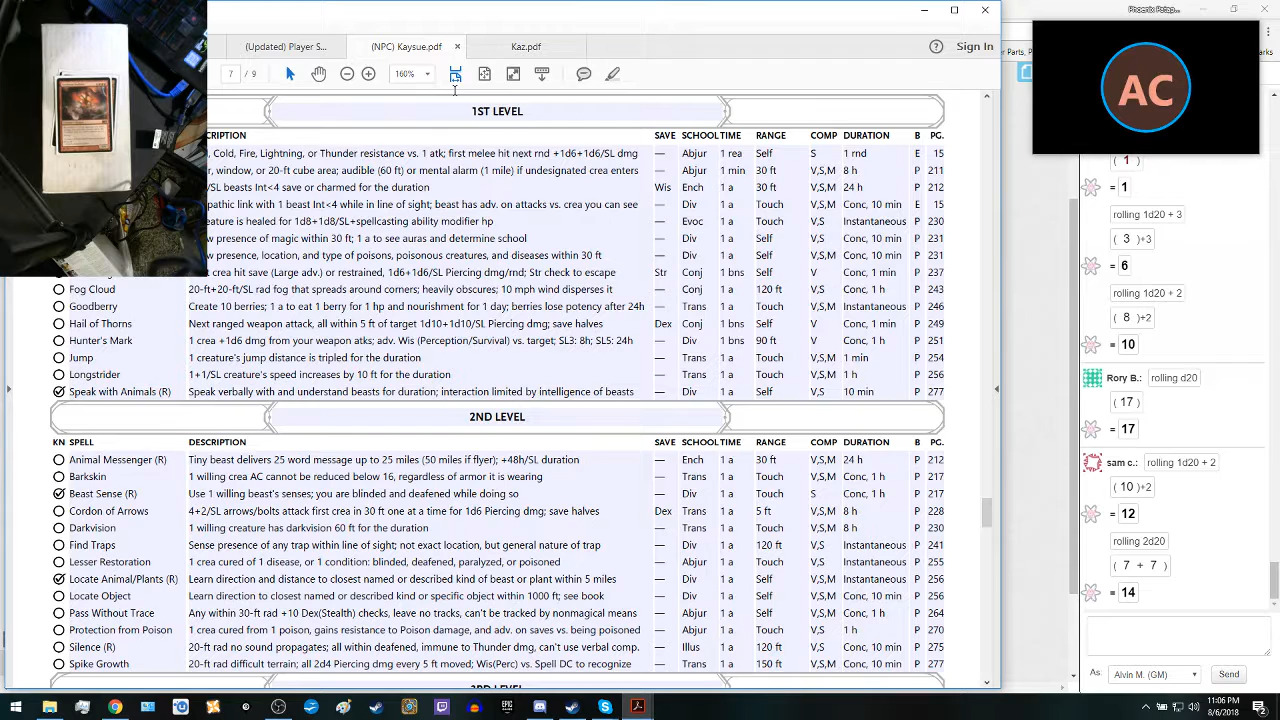 Phoenix Patap...
(Updated) P
az.pdf
Sign In
er Parts, P
arks
7 / 9
160%
AC
1ST LEVEL
CRIPTION SAVE SCHOOL TIME RANGE COMP DURATION B PG.
, Cold, Fire, Lightning, or Thunder resistance vs. 1 atk; first melee hit next rnd +1d6+1d6/SL dmg — Abjur 1 rea Self S 1 rnd E 15
r, window, or 20-ft cube area; audible (60 ft) or mental alarm (1 mile) if undesignated crea enters — Abjur 1 min 30 ft V,S,M 8 h P 211
/SL beasts Int<4 save or charmed for the duration Wis Ench 1 a 30 ft V,S,M 24 h P 212
pathic link with 1 beast Int<4 while in line of sight; beast has adv. on attacks vs. crea you can see — Div 1 a Touch V,S Conc, 10 min E 15
eature is healed for 1d8+1d8/SL+spellcasting ability modifier hp — Evoc 1 a Touch V,S Instantaneous P 230
w presence of magic within 30 ft; 1 a to see auras and determine school — Div 1 a Self V,S Conc, 10 min P 231
w presence, location, and type of poisons, poisonous creatures, and diseases within 30 ft — Div 1 a Self V,S,M Conc, 10 min P 231
t crea hit save (Large adv.) or restrained and 1d6+1d6/SL Piercing dmg/rnd; Str check to escape Str Conj 1 bns Self V Conc, 1 min P 237
Fog Cloud 20-ft+20-ft/SL rad fog that spreads around corners; heavily obscures; 10 mph wind disperses it — Conj 1 a 120 ft V,S Conc, 1 h P 243
Goodberry Create 10 berries; 1 a to eat 1 berry for 1 hp and nourishment for 1 day; berries lose potency after 24h — Trans 1 a Touch V,S,M Instantaneous P 246
Hail of Thorns Next ranged weapon attack, all within 5 ft of target 1d10+1d10/SL Piercing dmg; save halves Dex Conj 1 bns Self V Conc, 1 min P 249
Hunter's Mark 1 crea +1d6 dmg from your weapon atks; adv. Wis(Perception/Survival) vs. target; SL3: 8h; SL5: 24h — Div 1 bns 90 ft V Conc, 1 h P 251
Jump 1 creature's jump distance is tripled for the duration — Trans 1 a Touch V,S,M 1 min P 254
Longstrider 1+1/SL creature's speed increases by 10 ft for the duration — Trans 1 a Touch V,S,M 1 h P 256
Speak with Animals (R) Speak verbally with and understand beasts for duration; interaction limited by intelligence of beasts — Div 1 a Self V,S 10 min P 277
2ND LEVEL
KN SPELL DESCRIPTION SAVE SCHOOL TIME RANGE COMP DURATION B PG.
Animal Messenger (R) Tiny beast delivers 25 word message up to 25 miles (50 miles if flying); +48h/SL duration — Ench 1 a 30 ft V,S,M 24 h P 212
Barkskin 1 willing crea AC cannot be reduced below 16, regardless of armor it is wearing — Trans 1 a Touch V,S,M Conc, 1 h P 217
Beast Sense (R) Use 1 willing beast's senses; you are blinded and deafened while doing so — Div 1 a Touch S Conc, 1 h P 217
Cordon of Arrows 4+2/SL arrows/bolts attack first crea in 30 ft one at a time for 1d6 Piercing dmg; save halves Dex Trans 1 a 5 ft V,S,M 8 h P 228
Darkvision 1 willing creature has darkvision 60 ft for the duration — Trans 1 a Touch V,S,M 8 h P 230
Find Traps Sense presence of any trap within line of sight; not exact location, but general nature of trap — Div 1 a 120 ft V,S Instantaneous P 241
Lesser Restoration 1 crea cured of 1 disease, or 1 condition: blinded, deafened, paralyzed, or poisoned — Abjur 1 a Touch V,S Instantaneous P 255
Locate Animal/Plants (R) Learn direction and distance to closest named or described kind of beast or plant within 5 miles — Div 1 a Self V,S,M Instantaneous P 256
Locate Object Learn direction to closest named or described kind/specific object within 1000 ft; see book — Div 1 a Self V,S,M Conc, 10 min P 256
Pass Without Trace Any within 30-ft rad +10 Dex(Stealth) checks, leave no tracks, can't be tracked by nonmagical means — Abjur 1 a Self V,S,M Conc, 1 h P 264
Protection from Poison 1 crea cured from 1 poison, gains resistance to Poison damage, and adv. on saves vs. being poisoned — Abjur 1 a Touch V,S 1 h P 270
Silence (R) 20-ft rad no sound propagates; all within deafened, immune to Thunder dmg, can't use verbal comp. — Illus 1 a 120 ft V,S Conc, 10 min P 275
Spike Growth 20-ft rad difficult terrain; all 2d4 Piercing dmg every 5 ft moved; Wis(Perc) vs. Spell DC to recognize — Trans 1 a 150 ft V,S,M Conc, 10 min P 277
( 1 )
= 1
rolling 1d20 + 3
( 3 )+3
= 6
rolling 1d20 + 2
( 8 )+2
= 10
Rory B.: rolling d20
( 17 )
= 17
sam c.: rolling 1d20 + 2
( 10 )+2
= 12
rolling 2d20
( 7 + 7 )
= 14
As: Alvin M. (GM) Send
EPIC
11:06 PM
8/6/2018